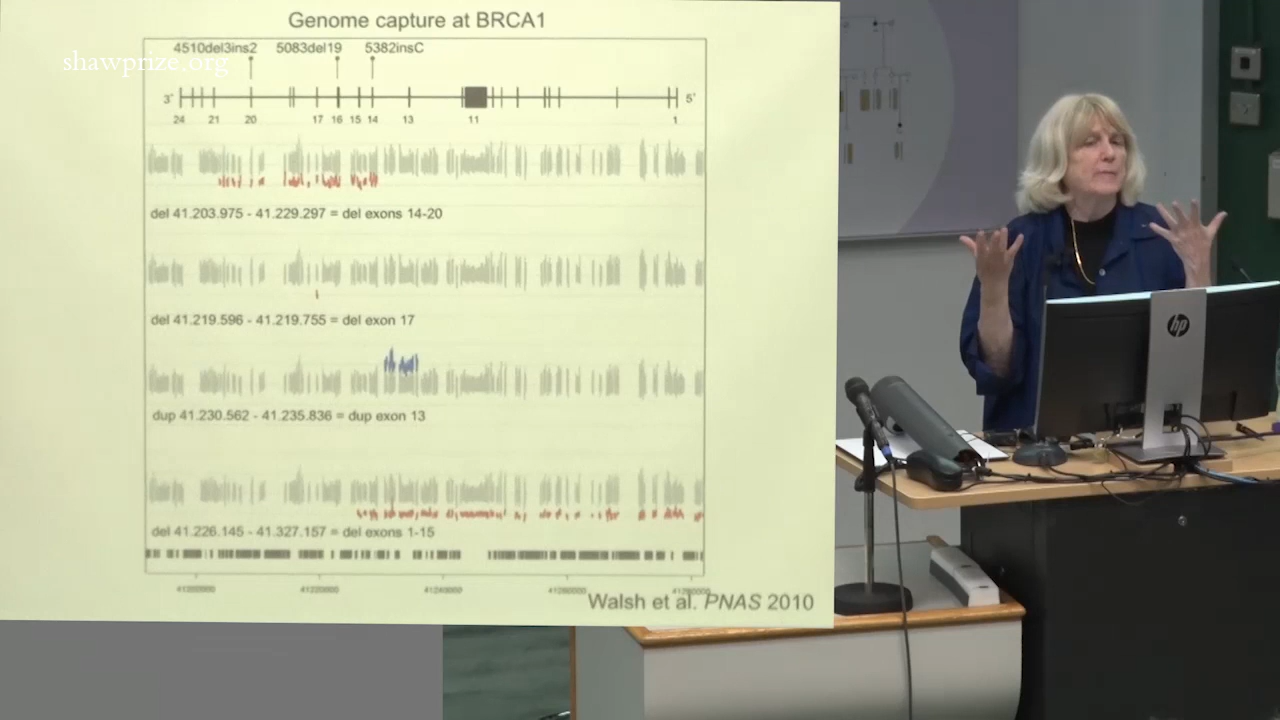 Genome capture at BRCA1
shawprize.org
4510del3ins2 5083del19 5382insC
3' 5'
24 21 20 17 16 15 14 13 11 1
del 41.203.975 - 41.229.297 = del exons 14-20
del 41.219.596 - 41.219.755 = del exon 17
dup 41.230.562 - 41.235.836 = dup exon 13
del 41.226.145 - 41.327.157 = del exons 1-15
41220000 41240000
Walsh et al. PNAS 2010
hp